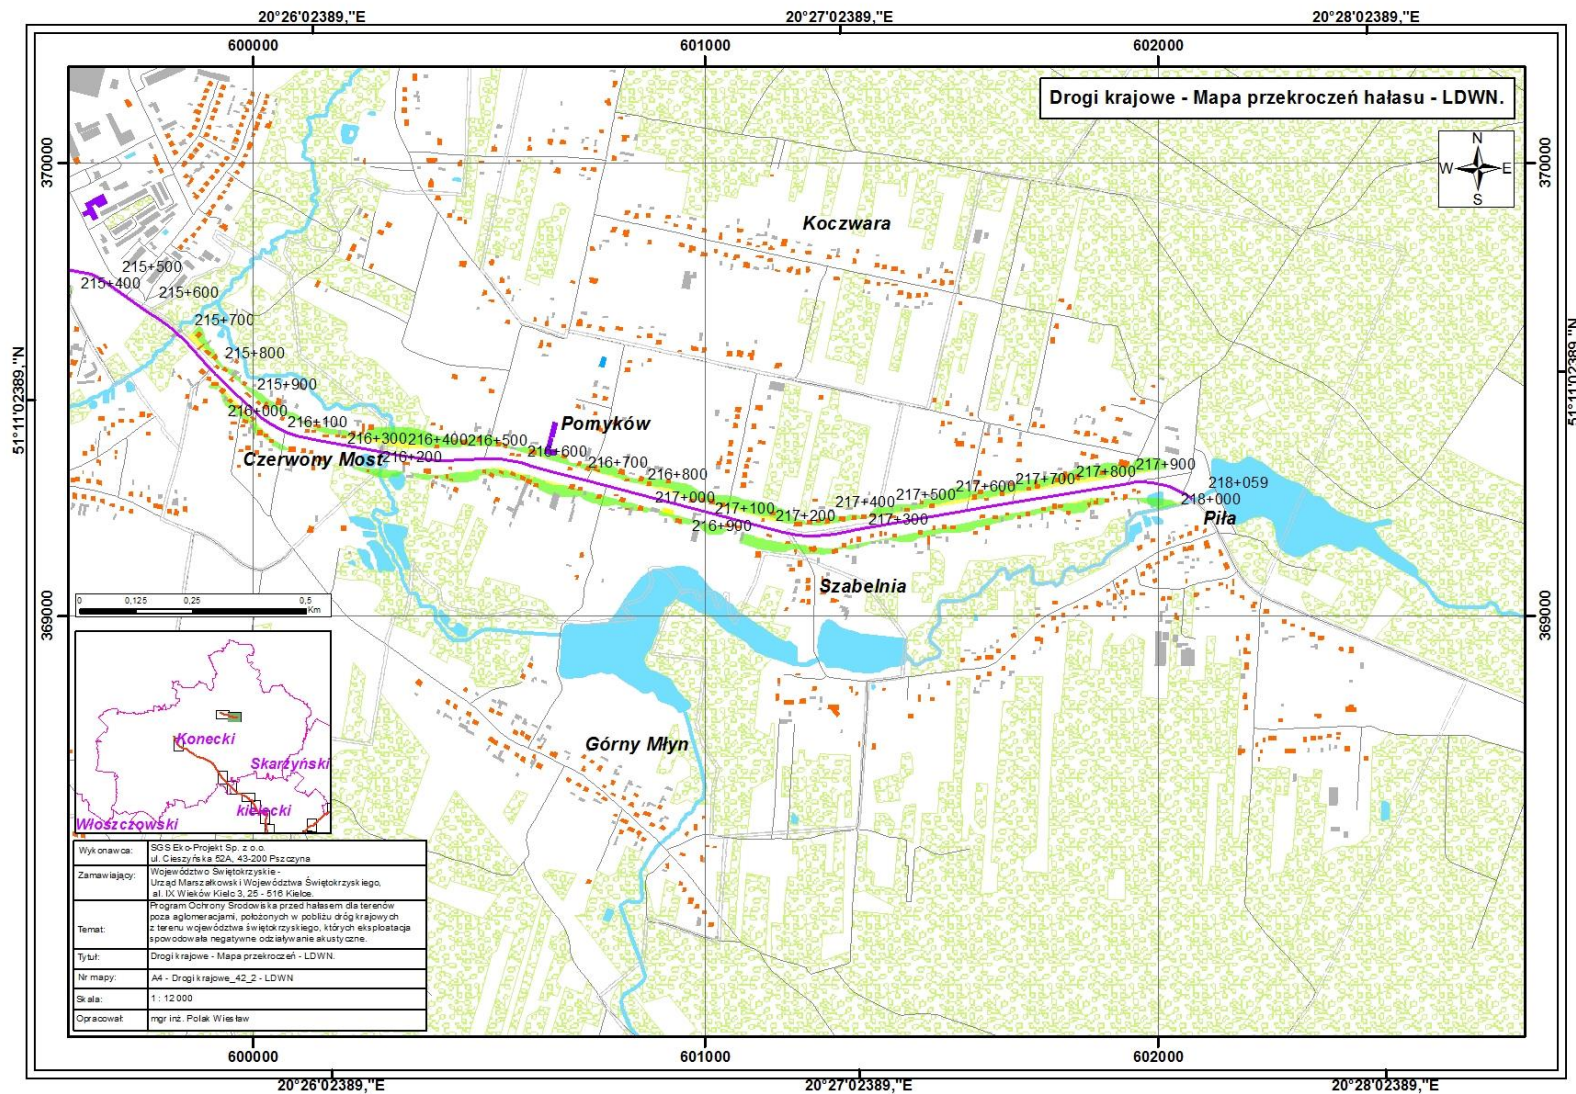 20°26'02389,"E
20°27'02389,"E
20°28'02389,"E
600000
601000
602000
Drogi krajowe - Mapa przekroczeń hałasu - LDWN.
370000
370000
N
W
E
S
Koczwara
215+500
215+400
215+600
215+700
215+800
215+900
216+000
216+100
216+300
216+400
216+500
216+200
Pomyków
216+600
216+700
216+800
Czerwony Most
217+000
217+100
216+900
217+200
217+400
217+300
217+500
217+600
217+700
217+800
217+900
218+059
218+000
Piła
Szabelnia
51°11'02389,"N
51°11'02389,"N
0
0,125
0,25
0,5
Km
369000
369000
Konecki
Skarżyński
kielecki
Włoszczowski
Górny Młyn
Wykonawca:
SGS Eko-Projekt Sp. z o.o.
ul. Cieszyńska 52A, 43-200 Pszczyna
Zamawiający:
Województwo Świętokrzyskie -
Urząd Marszałkowski Województwa Świętokrzyskiego,
al. IX Wieków Kielc 3, 25 - 516 Kielce.
Temat:
Program Ochrony Środowiska przed hałasem dla terenów
poza aglomeracjami, położonych w pobliżu dróg krajowych
z terenu województwa świętokrzyskiego, których eksploatacja
spowodowała negatywne oddziaływanie akustyczne.
Tytuł:
Drogi krajowe - Mapa przekroczeń - LDWN.
Nr mapy:
A4 - Drogi krajowe_42_2 - LDWN
Skala:
1 : 12 000
Opracował:
mgr inż. Polak Wiesław
600000
601000
602000
20°26'02389,"E
20°27'02389,"E
20°28'02389,"E